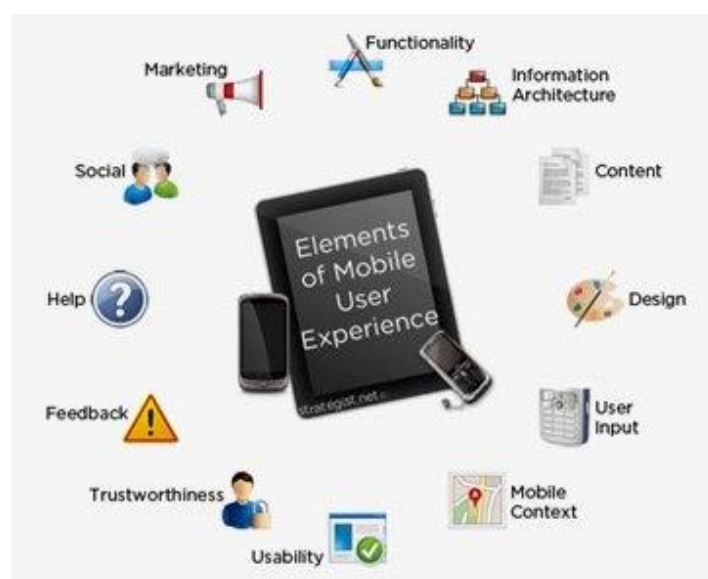 Functionality
Marketing
Information
Architecture
Social
Content
Elements
of Mobile
User
Experience
Help
Design
strategist.net
Feedback
User
Input
Trustworthiness
Mobile
Context
Usability